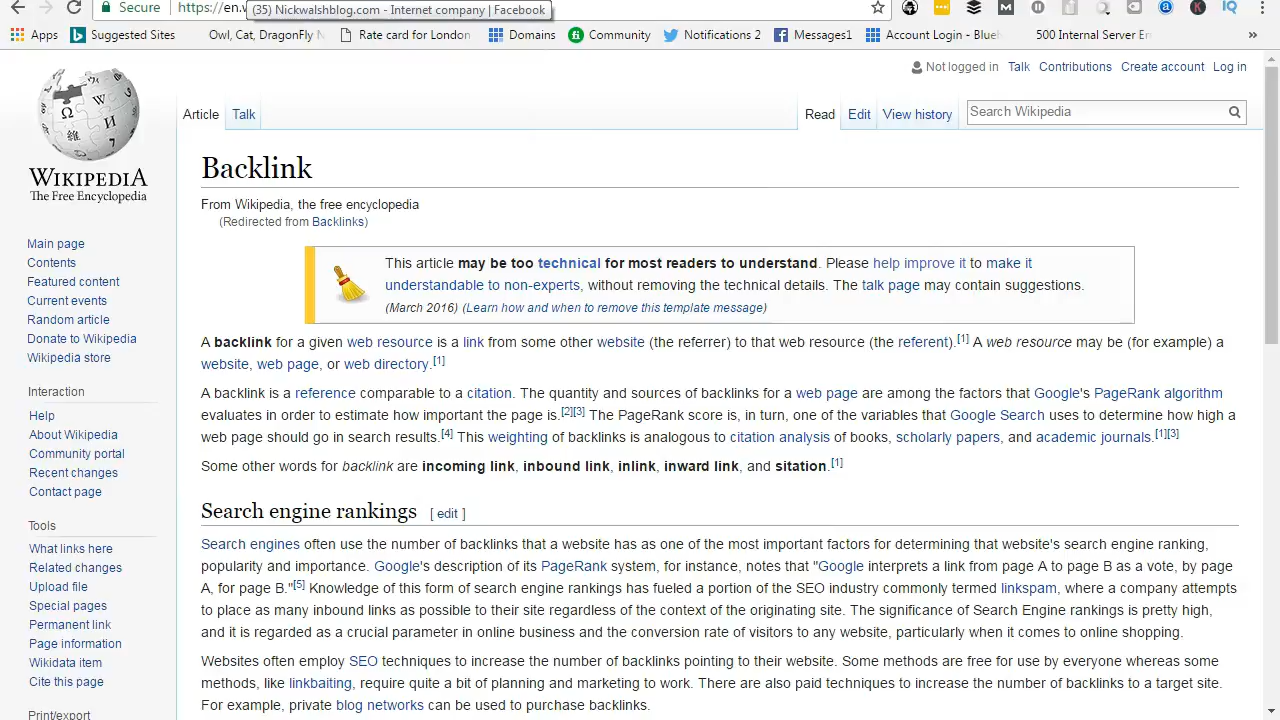 Secure
https://en.w
(35) Nickwalshblog.com - Internet company | Facebook
Apps
Suggested Sites
Owl, Cat, DragonFly
Rate card for London
Domains
Community
Notifications 2
Messages1
Account Login - Blue
500 Internal Server Er
»
Not logged in Talk Contributions Create account Log in
Article Talk
Read Edit View history
Search Wikipedia
WIKIPEDIA
The Free Encyclopedia
Main page
Contents
Featured content
Current events
Random article
Donate to Wikipedia
Wikipedia store
Interaction
Help
About Wikipedia
Community portal
Recent changes
Contact page
Tools
What links here
Related changes
Upload file
Special pages
Permanent link
Page information
Wikidata item
Cite this page
Print/export
Backlink
From Wikipedia, the free encyclopedia
(Redirected from Backlinks)
This article may be too technical for most readers to understand. Please help improve it to make it
understandable to non-experts, without removing the technical details. The talk page may contain suggestions.
(March 2016) (Learn how and when to remove this template message)
A backlink for a given web resource is a link from some other website (the referrer) to that web resource (the referent).[1] A web resource may be (for example) a
website, web page, or web directory.[1]
A backlink is a reference comparable to a citation. The quantity and sources of backlinks for a web page are among the factors that Google's PageRank algorithm
evaluates in order to estimate how important the page is.[2][3] The PageRank score is, in turn, one of the variables that Google Search uses to determine how high a
web page should go in search results.[4] This weighting of backlinks is analogous to citation analysis of books, scholarly papers, and academic journals.[1][3]
Some other words for backlink are incoming link, inbound link, inlink, inward link, and sitation.[1]
Search engine rankings [ edit ]
Search engines often use the number of backlinks that a website has as one of the most important factors for determining that website's search engine ranking,
popularity and importance. Google's description of its PageRank system, for instance, notes that "Google interprets a link from page A to page B as a vote, by page
A, for page B."[5] Knowledge of this form of search engine rankings has fueled a portion of the SEO industry commonly termed linkspam, where a company attempts
to place as many inbound links as possible to their site regardless of the context of the originating site. The significance of Search Engine rankings is pretty high,
and it is regarded as a crucial parameter in online business and the conversion rate of visitors to any website, particularly when it comes to online shopping.
Websites often employ SEO techniques to increase the number of backlinks pointing to their website. Some methods are free for use by everyone whereas some
methods, like linkbaiting, require quite a bit of planning and marketing to work. There are also paid techniques to increase the number of backlinks to a target site.
For example, private blog networks can be used to purchase backlinks.